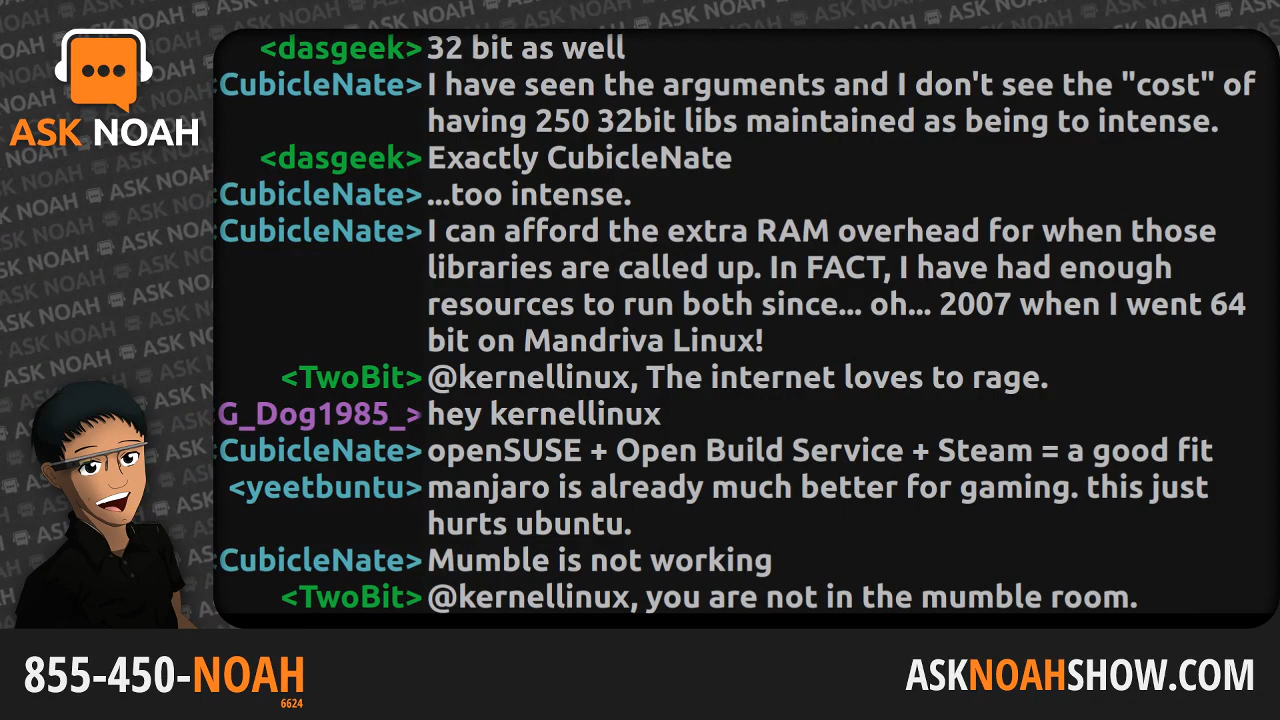 ASK NOAH
<dasgeek> 32 bit as well
CubicleNate> I have seen the arguments and I don't see the "cost" of
having 250 32bit libs maintained as being to intense.
<dasgeek> Exactly CubicleNate
CubicleNate> ...too intense.
CubicleNate> I can afford the extra RAM overhead for when those
libraries are called up. In FACT, I have had enough
resources to run both since... oh... 2007 when I went 64
bit on Mandriva Linux!
<TwoBit> @kernellinux, The internet loves to rage.
G_Dog1985_> hey kernellinux
CubicleNate> openSUSE + Open Build Service + Steam = a good fit
<yeetbuntu> manjaro is already much better for gaming. this just
hurts ubuntu.
CubicleNate> Mumble is not working
<TwoBit> @kernellinux, you are not in the mumble room.
855-450-NOAH
6624
ASKNOAHSHOW.COM